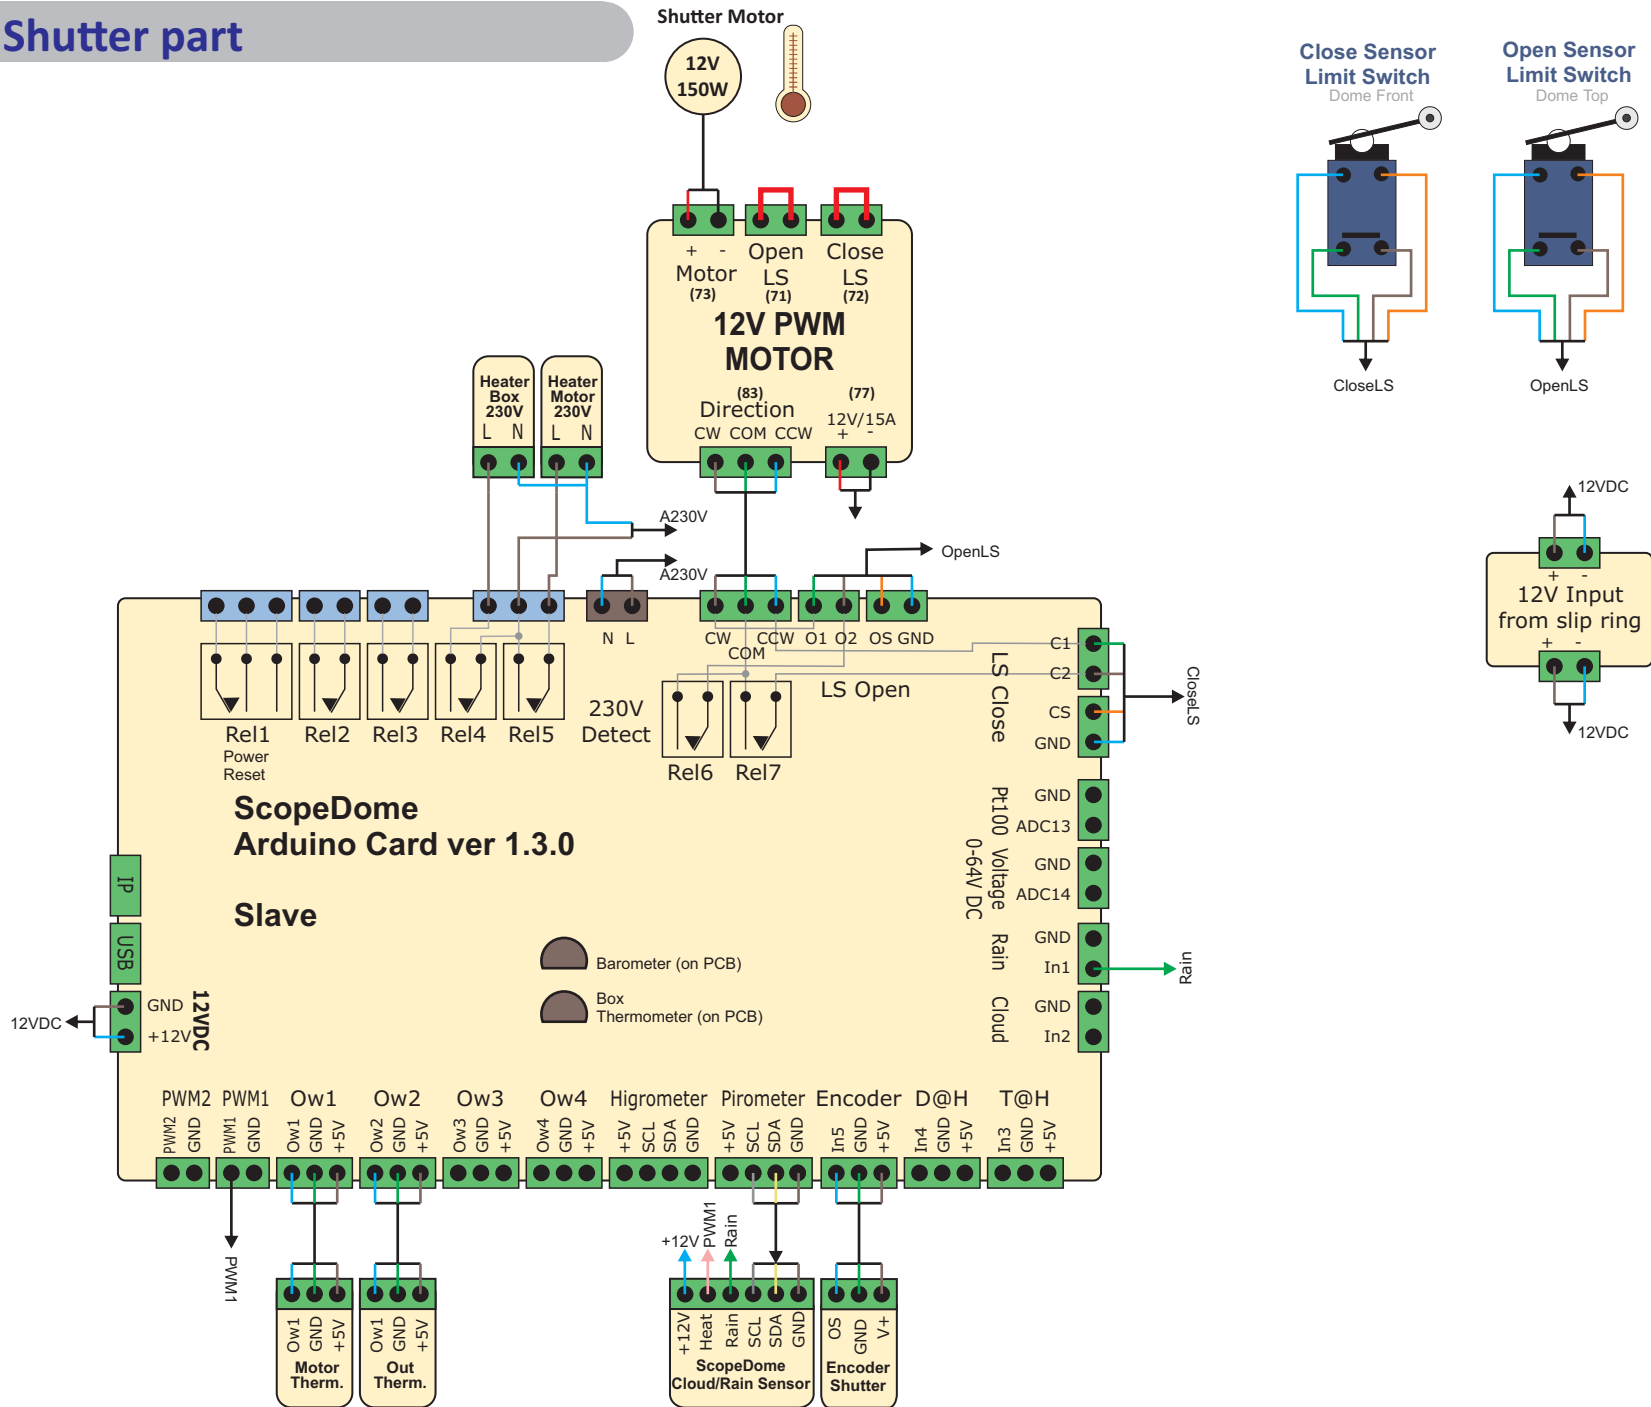 Shutter part
Shutter Motor
12V
150W
Close Sensor
Limit Switch
Dome Front
Open Sensor
Limit Switch
Dome Top
CloseLS
OpenLS
+ -
Motor
(73)
Open
LS
(71)
Close
LS
(72)
12V PWM
MOTOR
(83)
Direction
CW COM CCW
(77)
12V/15A
+ -
Heater
Box
230V
L N
Heater
Motor
230V
L N
A230V
A230V
OpenLS
12VDC
+ -
12V Input
from slip ring
+ -
12VDC
N L
CW
COM
CCW
O1 O2
OS GND
LS Open
230V
Detect
Rel1
Power
Reset
Rel2
Rel3
Rel4
Rel5
Rel6
Rel7
LS Close
C1
C2
CS
GND
CloseLS
Pt100
GND
ADC13
Voltage
0-64V DC
GND
ADC14
Rain
GND
In1
Rain
Cloud
GND
In2
ScopeDome
Arduino Card ver 1.3.0
Slave
Barometer (on PCB)
Box
Thermometer (on PCB)
IP
USB
12VDC
GND
+12V
12VDC
PWM2
PWM2
GND
PWM1
PWM1
GND
Ow1
Ow1
GND
+5V
Ow2
Ow2
GND
+5V
Ow3
Ow3
GND
+5V
Ow4
Ow4
GND
+5V
Higrometer
+5V
SCL
SDA
GND
Pirometer
+5V
SCL
SDA
GND
Encoder
In5
GND
+5V
D@H
In4
GND
+5V
T@H
In3
GND
+5V
PWM1
+12V
PWM1
Rain
Ow1
GND
+5V
Motor
Therm.
Ow1
GND
+5V
Out
Therm.
+12V
Heat
Rain
SCL
SDA
GND
ScopeDome
Cloud/Rain Sensor
OS
GND
V+
Encoder
Shutter